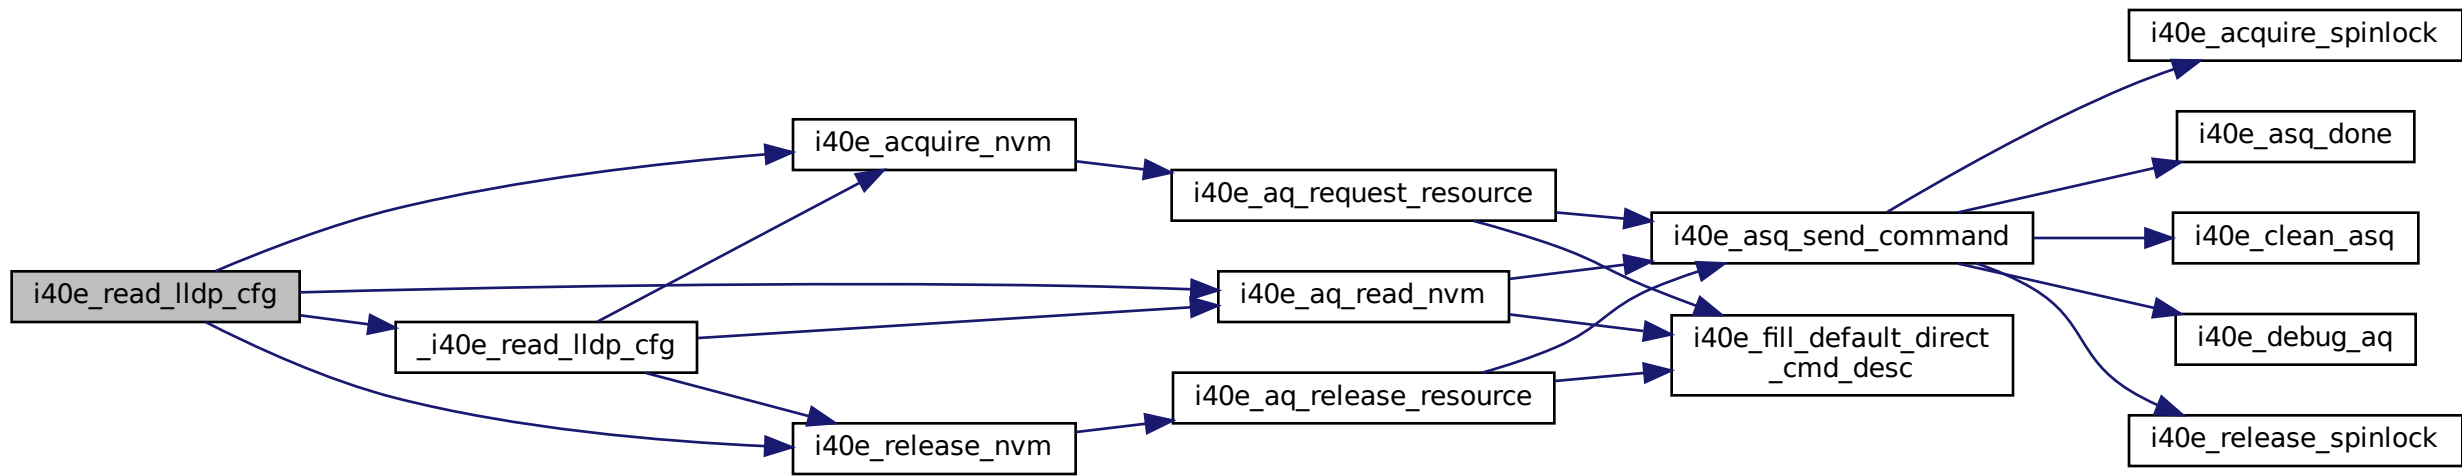 i40e_read_lldp_cfg
_i40e_read_lldp_cfg
i40e_acquire_nvm
i40e_release_nvm
i40e_aq_request_resource
i40e_aq_read_nvm
i40e_aq_release_resource
i40e_asq_send_command
i40e_fill_default_direct
_cmd_desc
i40e_acquire_spinlock
i40e_asq_done
i40e_clean_asq
i40e_debug_aq
i40e_release_spinlock